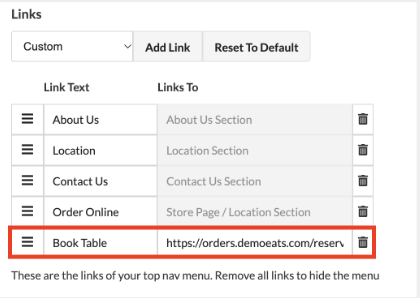 Links
Custom Add Link Reset To Default
Link Text Links To
About Us About Us Section
Location Location Section
Contact Us Contact Us Section
Order Online Store Page / Location Section
Book Table https://orders.demoeats.com/reserv
These are the links of your top nav menu. Remove all links to hide the menu